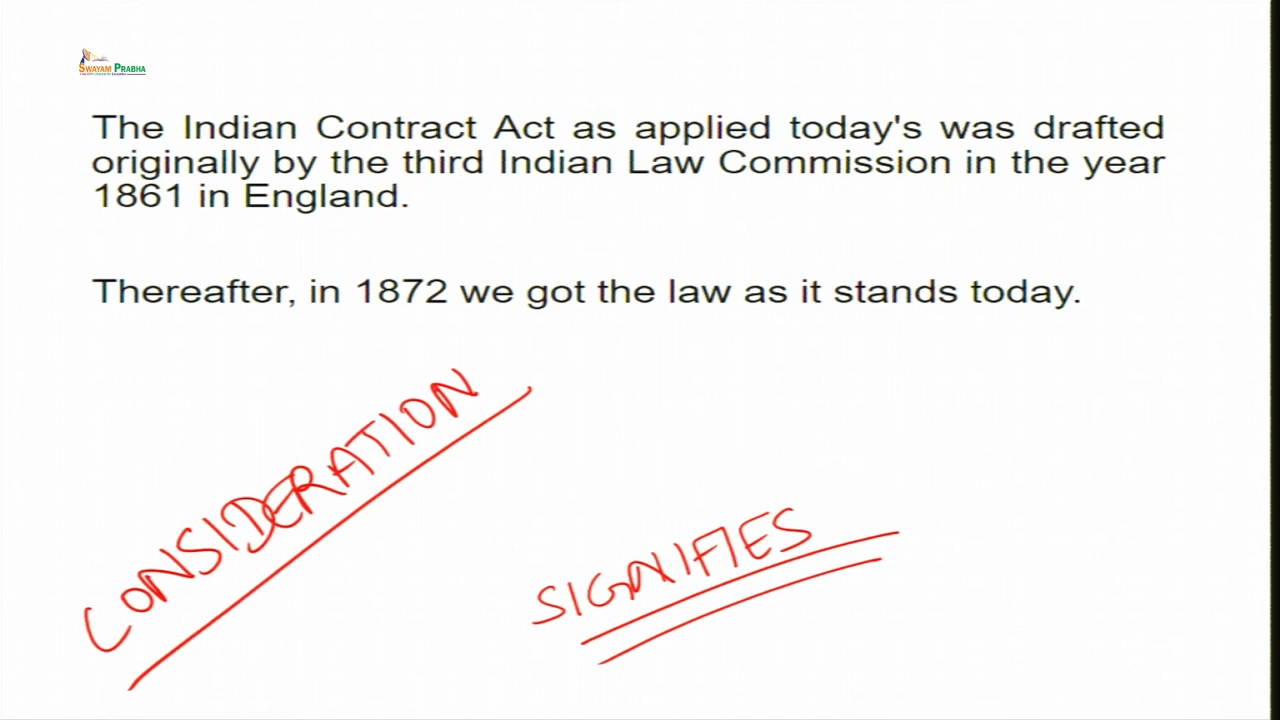 SWAYAM PRABHA
The Indian Contract Act as applied today's was drafted
originally by the third Indian Law Commission in the year
1861 in England.
Thereafter, in 1872 we got the law as it stands today.
CONSIDERATION
SIGNIFIES